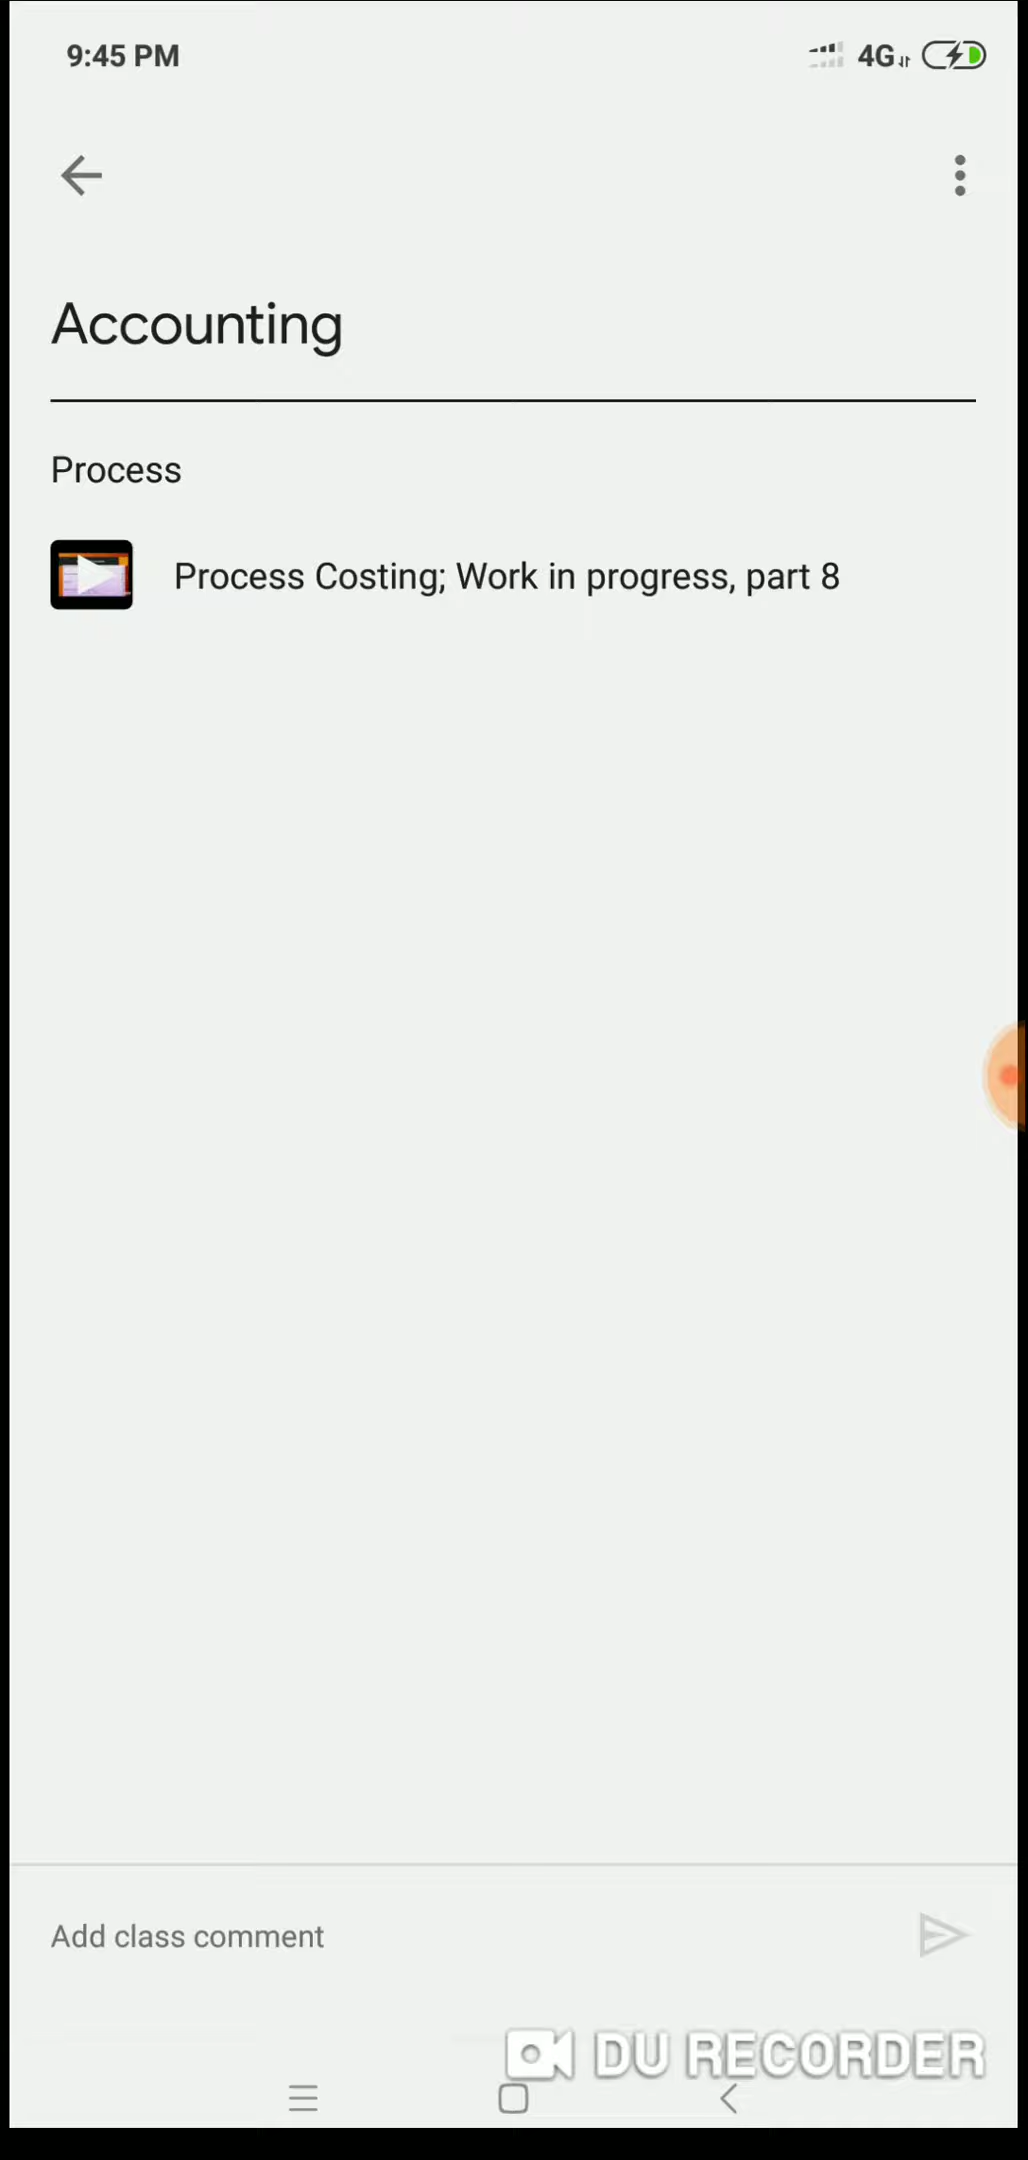 9:45 PM 4G
Accounting
Process
Process Costing; Work in progress, part 8
Add class comment
DU RECORDER